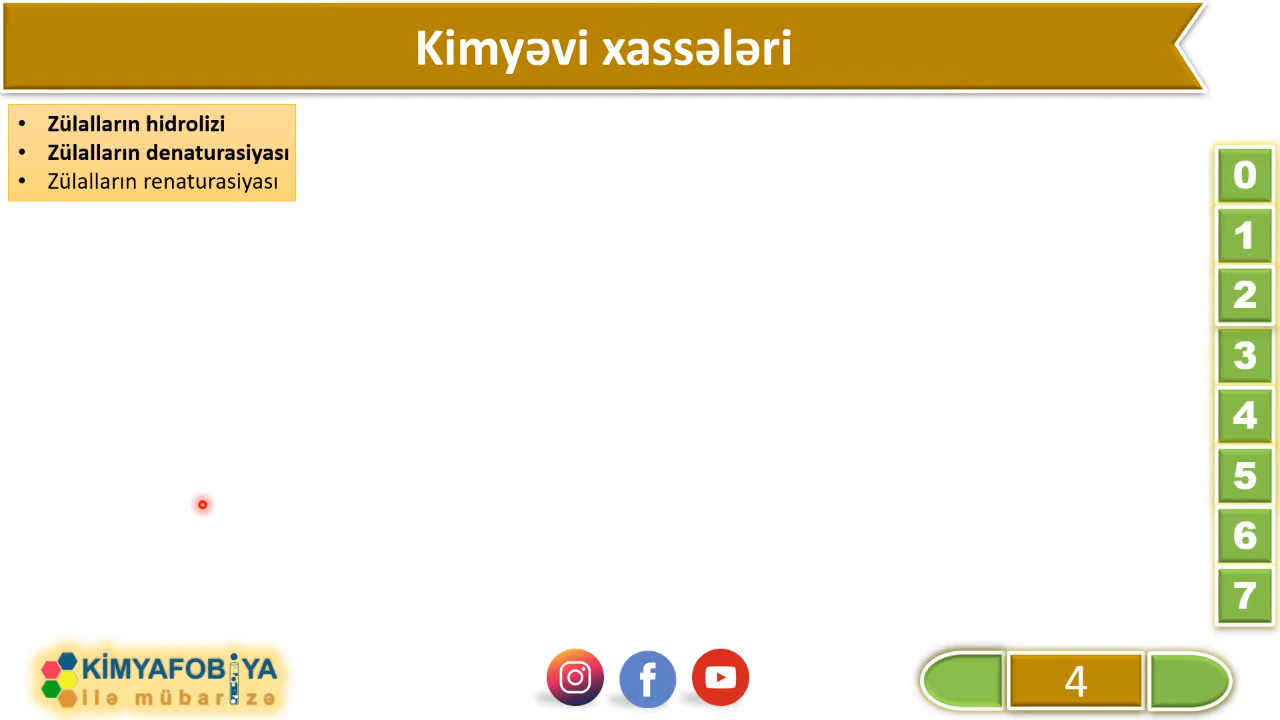 Kimyəvi xassələri
• Zülalların hidrolizi
• Zülalların denaturasiyası
• Zülalların renaturasiyası
0
1
2
3
4
5
6
7
KİMYAFOBİYA
ilə mübarizə
4